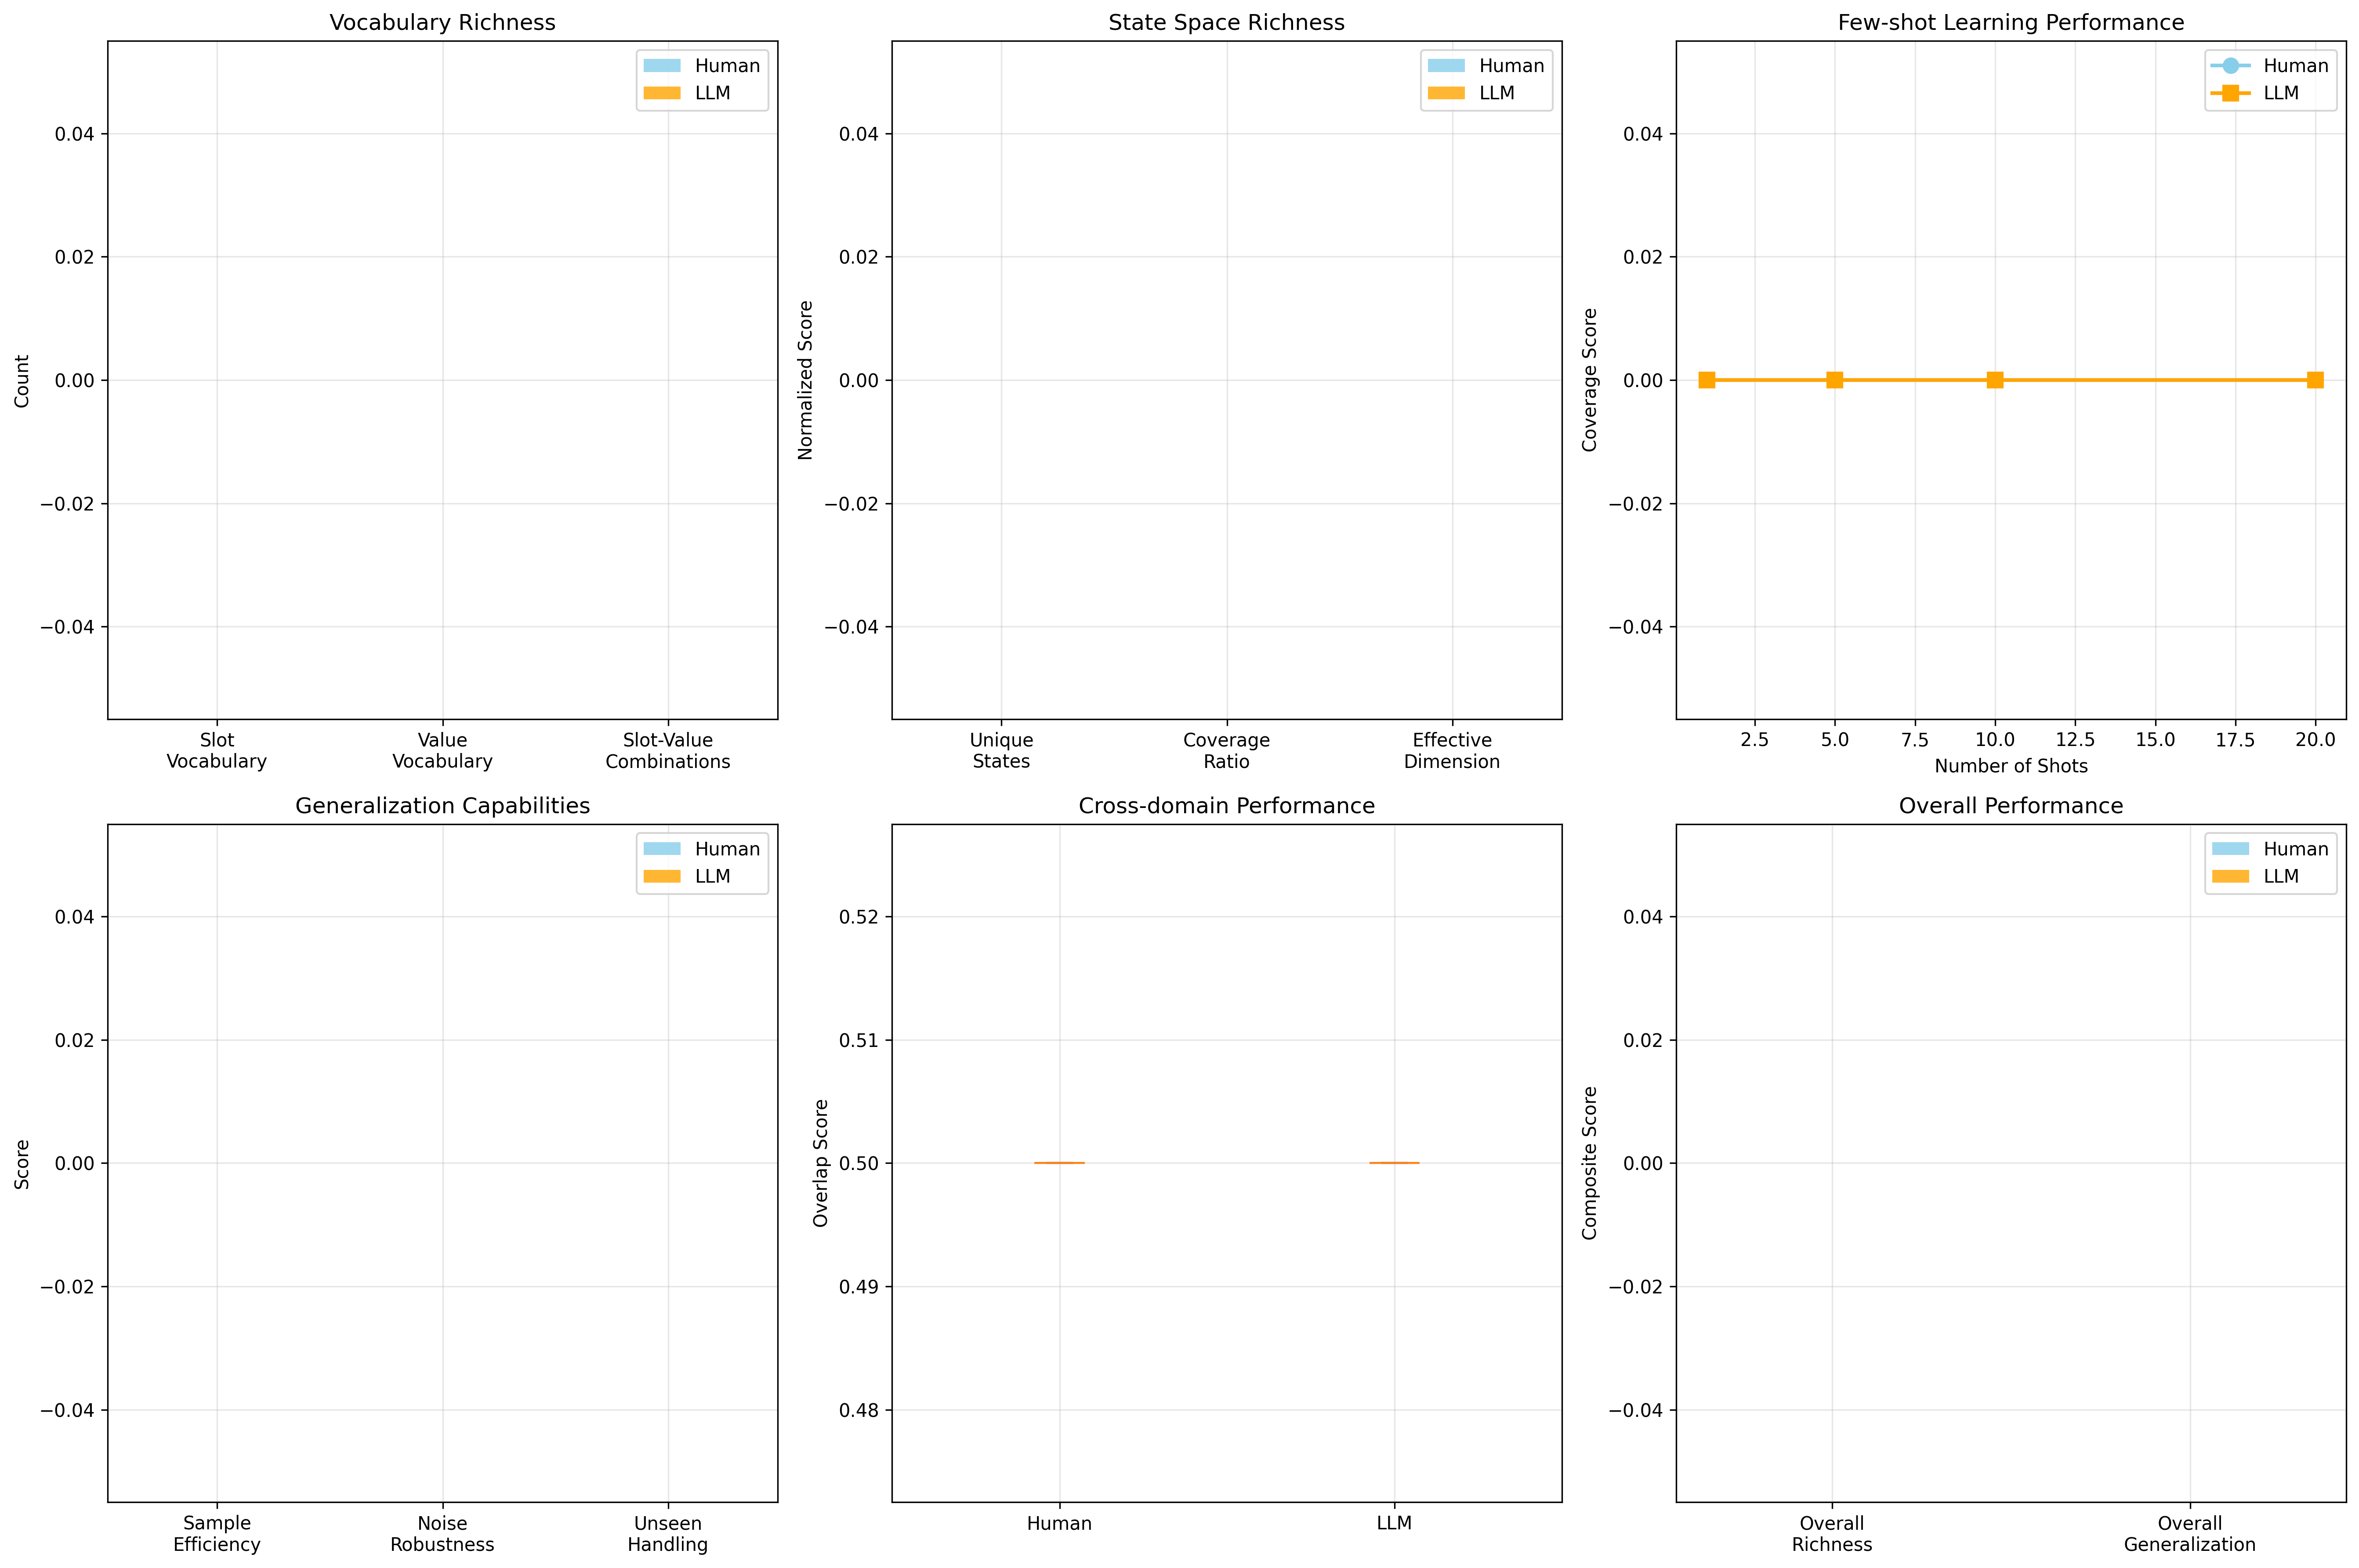 Vocabulary Richness
Human
LLM
0.04
0.02
0.00
−0.02
−0.04
Count
Slot
Vocabulary
Value
Vocabulary
Slot-Value
Combinations
State Space Richness
Human
LLM
0.04
0.02
0.00
−0.02
−0.04
Normalized Score
Unique
States
Coverage
Ratio
Effective
Dimension
Few-shot Learning Performance
Human
LLM
0.04
0.02
0.00
−0.02
−0.04
Coverage Score
2.5 5.0 7.5 10.0 12.5 15.0 17.5 20.0
Number of Shots
Generalization Capabilities
Human
LLM
0.04
0.02
0.00
−0.02
−0.04
Score
Sample
Efficiency
Noise
Robustness
Unseen
Handling
Cross-domain Performance
0.52
0.51
0.50
0.49
0.48
Overlap Score
Human LLM
Overall Performance
Human
LLM
0.04
0.02
0.00
−0.02
−0.04
Composite Score
Overall
Richness
Overall
Generalization